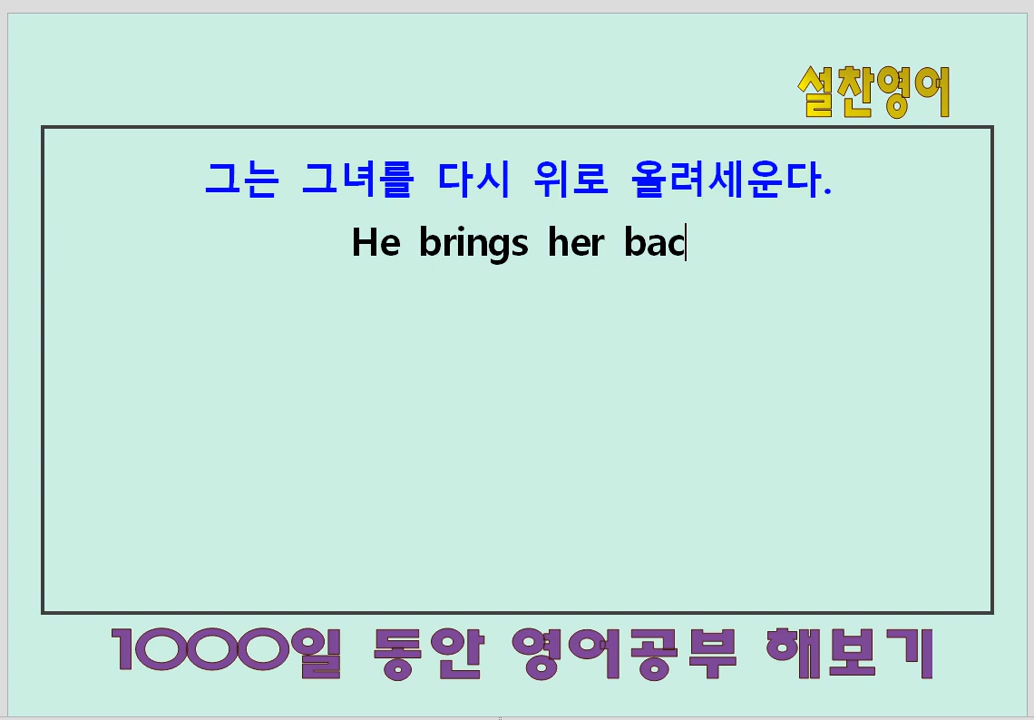 설찬영어
그는 그녀를 다시 위로 올려세운다.
He brings her bac
1000일 동안 영어공부 해보기